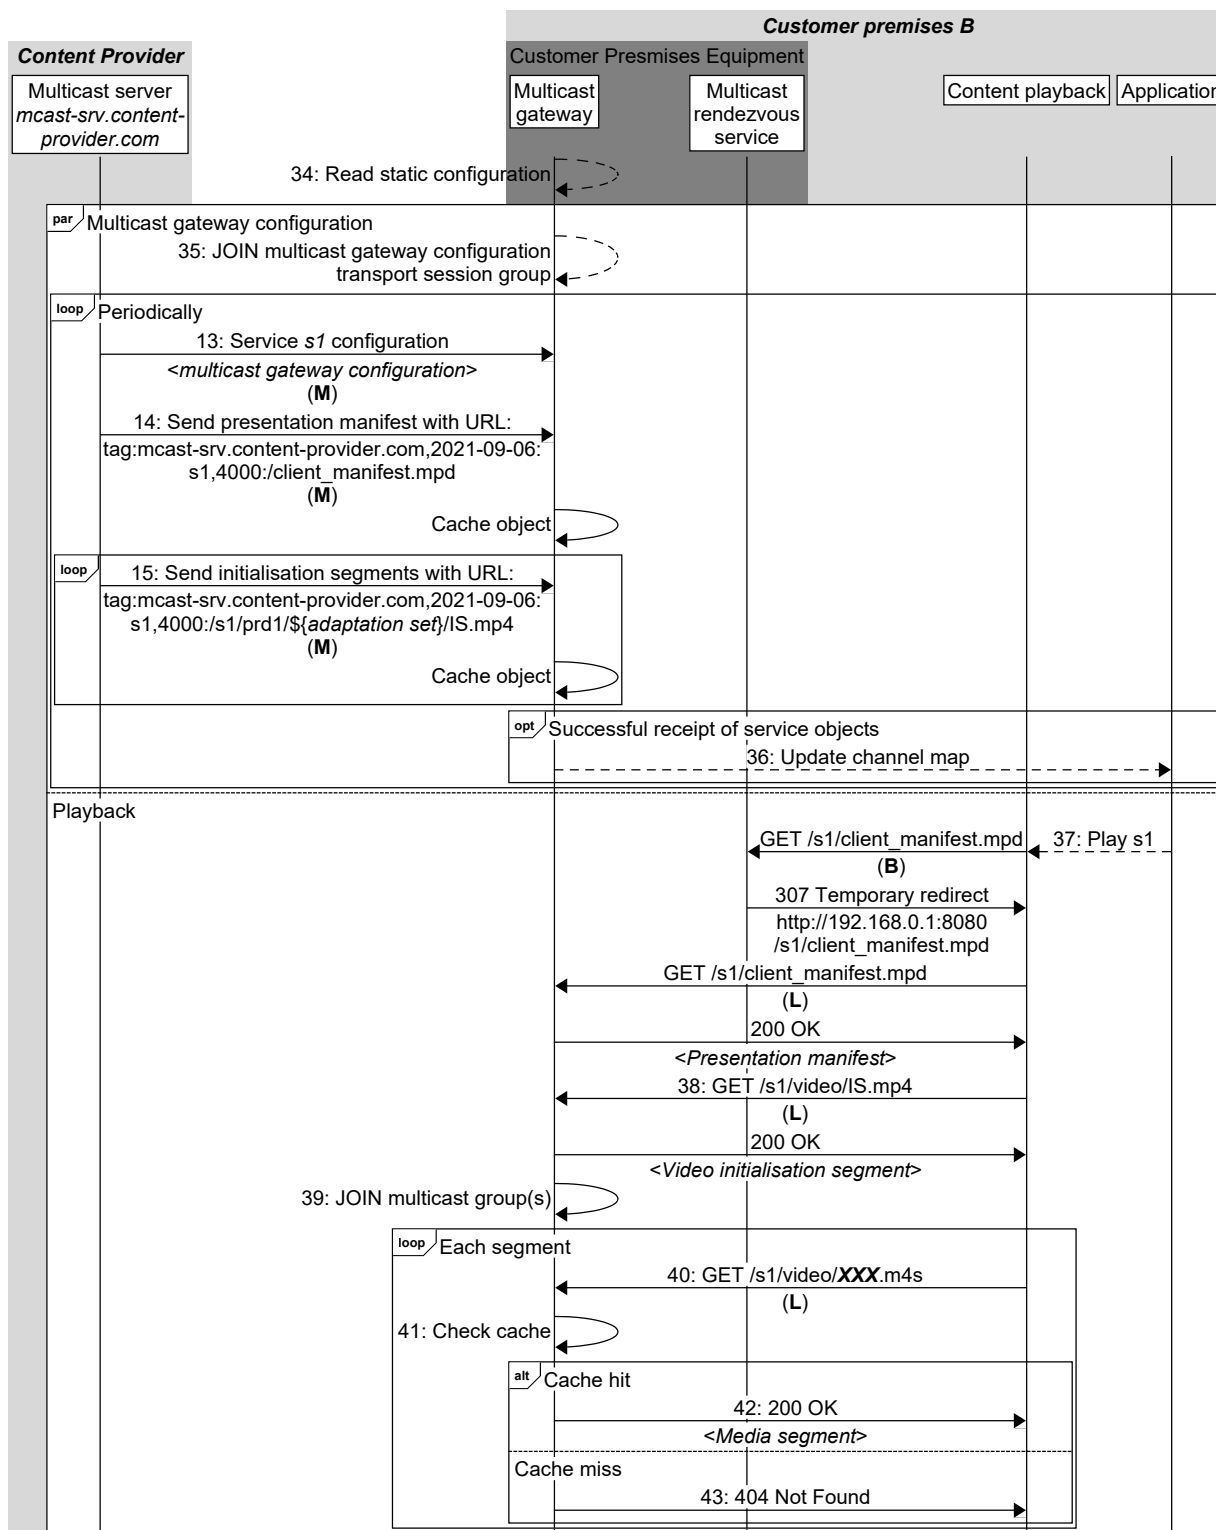 Customer premises B
Content Provider
Customer Presmises Equipment
Multicast server
mcast-srv.content-
provider.com
Multicast
gateway
Multicast
rendezvous
service
Content playback
Application
34: Read static configuration
par
Multicast gateway configuration
35: JOIN multicast gateway configuration
transport session group
loop
Periodically
13: Service s1 configuration
<multicast gateway configuration>
(M)
14: Send presentation manifest with URL:
tag:mcast-srv.content-provider.com,2021-09-06:
s1,4000:/client_manifest.mpd
(M)
Cache object
loop
15: Send initialisation segments with URL:
tag:mcast-srv.content-provider.com,2021-09-06:
s1,4000:/s1/prd1/${adaptation set}/IS.mp4
(M)
Cache object
opt
Successful receipt of service objects
36: Update channel map
Playback
GET /s1/client_manifest.mpd
37: Play s1
(B)
307 Temporary redirect
http://192.168.0.1:8080
/s1/client_manifest.mpd
GET /s1/client_manifest.mpd
(L)
200 OK
<Presentation manifest>
38: GET /s1/video/IS.mp4
(L)
200 OK
<Video initialisation segment>
39: JOIN multicast group(s)
loop
Each segment
40: GET /s1/video/XXX.m4s
(L)
41: Check cache
alt
Cache hit
42: 200 OK
<Media segment>
Cache miss
43: 404 Not Found